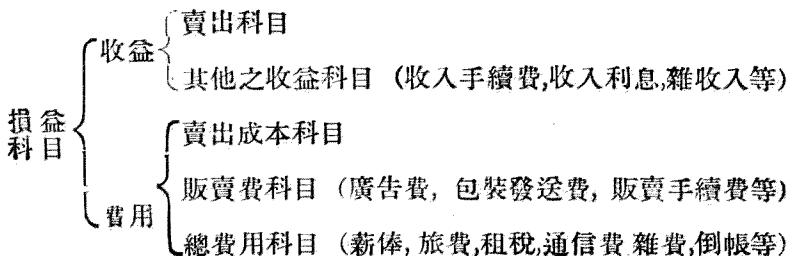 損益科目
收益
賣出科目
其他之收益科目（收入手續費,收入利息,雜收入等）
費用
賣出成本科目
販賣費科目（廣告費, 包裝發送費, 販賣手續費等）
總費用科目（薪俸, 旅費,租稅,通信費 雜費,倒帳等）